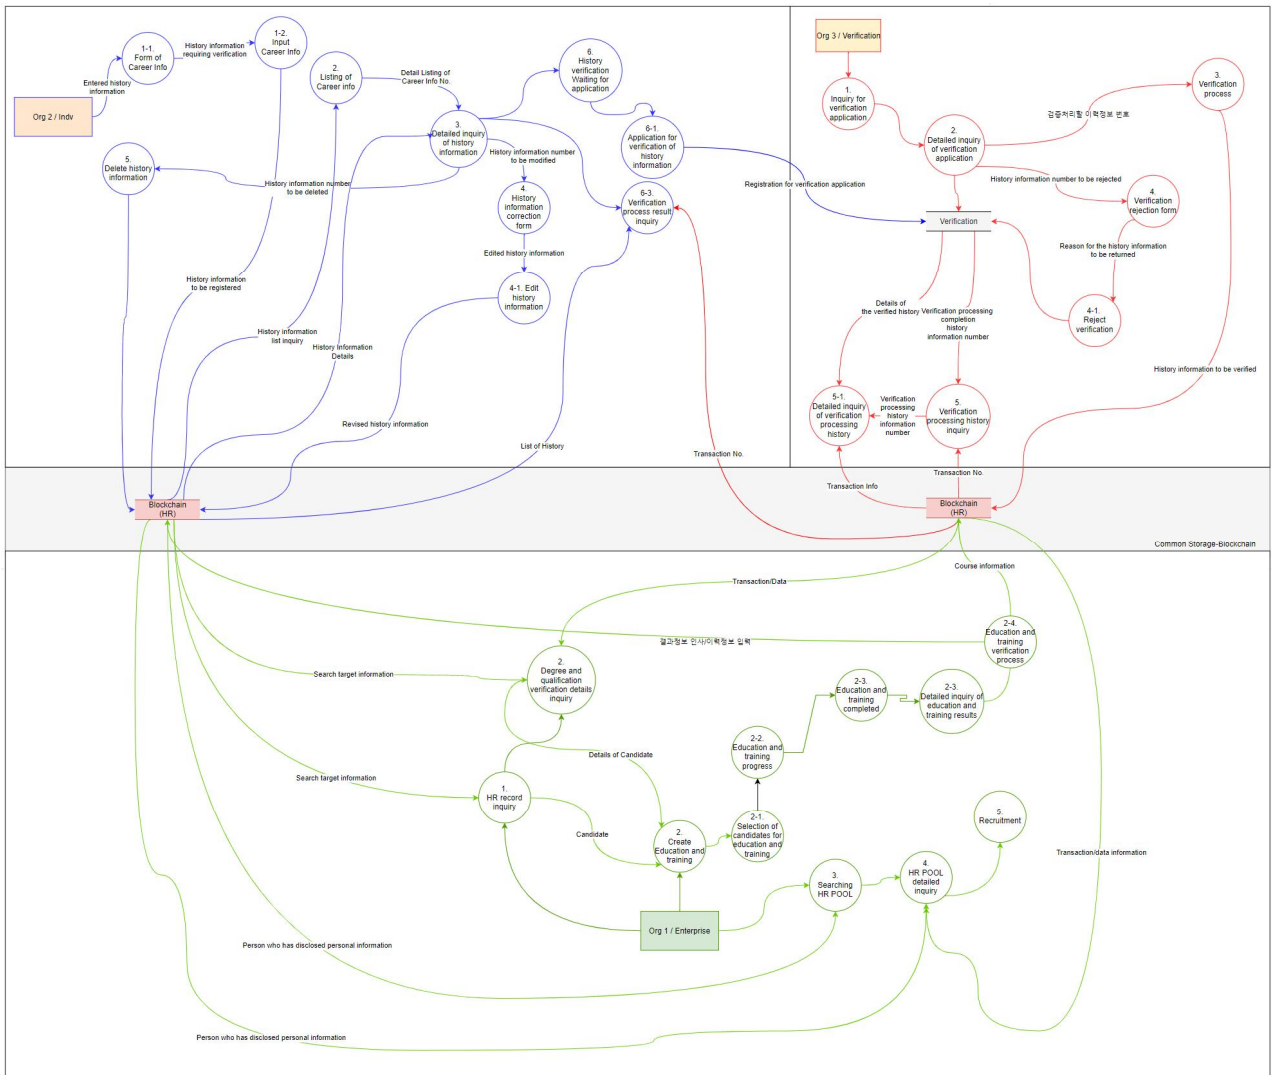 Org 2 / Indv
Entered history
information
1-1.
Form of
Career Info
History information
requiring verification
1-2.
Input
Career Info
2.
Listing of
Career info
Detail Listing of
Career Info No.
3.
Detailed inquiry
of history
information
6.
History
verification
Waiting for
application
6-1.
Application for
verification of
history
information
5.
Delete history
information
History information number
to be deleted
History information number
to be modified
4.
History
information
correction
form
6-3.
Verification
process result
inquiry
Edited history information
4-1. Edit
history
information
History information
to be registered
History information
list inquiry
History Information
Details
Revised history information
List of History
Transaction No.
Registration for verification application
Org 3 / Verification
1.
Inquiry for
verification
application
2.
Detailed inquiry
of verification
application
3.
Verification
process
검증처리할 이력정보 번호
History information number to be rejected
4.
Verification
rejection form
Verification
Reason for the history information
to be returned
4-1.
Reject
verification
Details of
the verified history
Verification processing
completion
history
information number
History information to be verified
5-1.
Detailed inquiry
of verification
processing
history
Verification
processing
history
information
number
5.
Verification
processing history
inquiry
Transaction No.
Transaction Info
Blockchain
(HR)
Blockchain
(HR)
Common Storage-Blockchain
Transaction/Data
Course information
결과정보 인사/이력정보 입력
2-4.
Education and
training
verification
process
Search target information
2.
Degree and
qualification
verification details
inquiry
2-3.
Education and
training
completed
2-3.
Detailed inquiry of
education and
training results
Details of Candidate
2-2.
Education and
training
progress
Search target information
1.
HR record
inquiry
Candidate
2.
Create
Education and
training
2-1.
Selection of
candidates for
education and
training
5.
Recruitment
3.
Searching
HR POOL
4.
HR POOL
detailed
inquiry
Transaction/data information
Org 1 / Enterprise
Person who has disclosed personal information
Person who has disclosed personal information